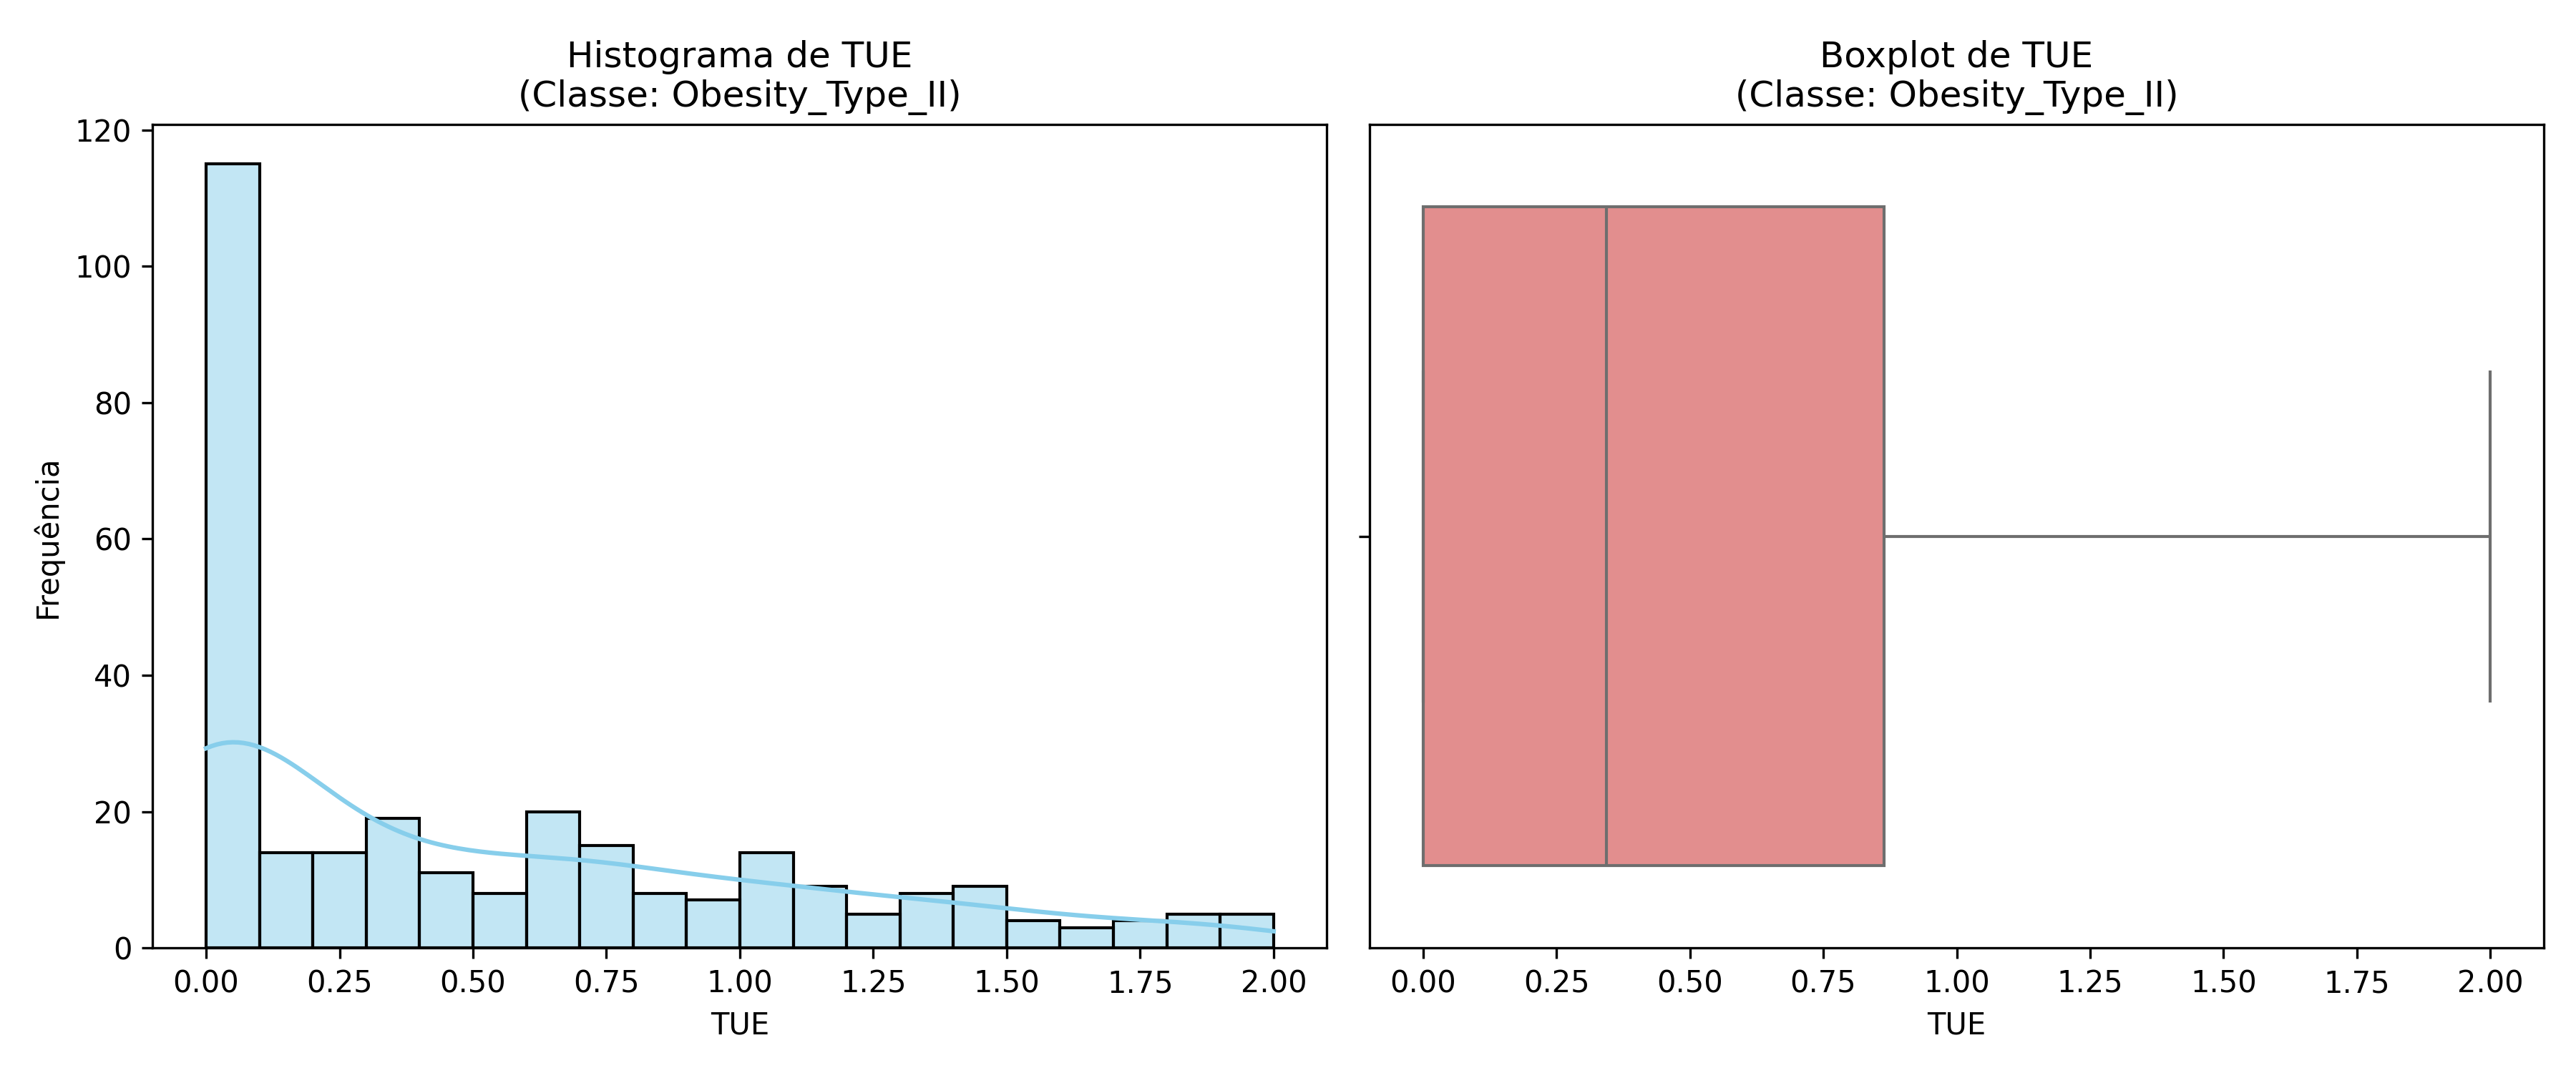 Histograma de TUE
(Classe: Obesity_Type_II)
120
100
80
60
40
20
0
Frequência
0.00 0.25 0.50 0.75 1.00 1.25 1.50 1.75 2.00
TUE
Boxplot de TUE
(Classe: Obesity_Type_II)
0.00 0.25 0.50 0.75 1.00 1.25 1.50 1.75 2.00
TUE